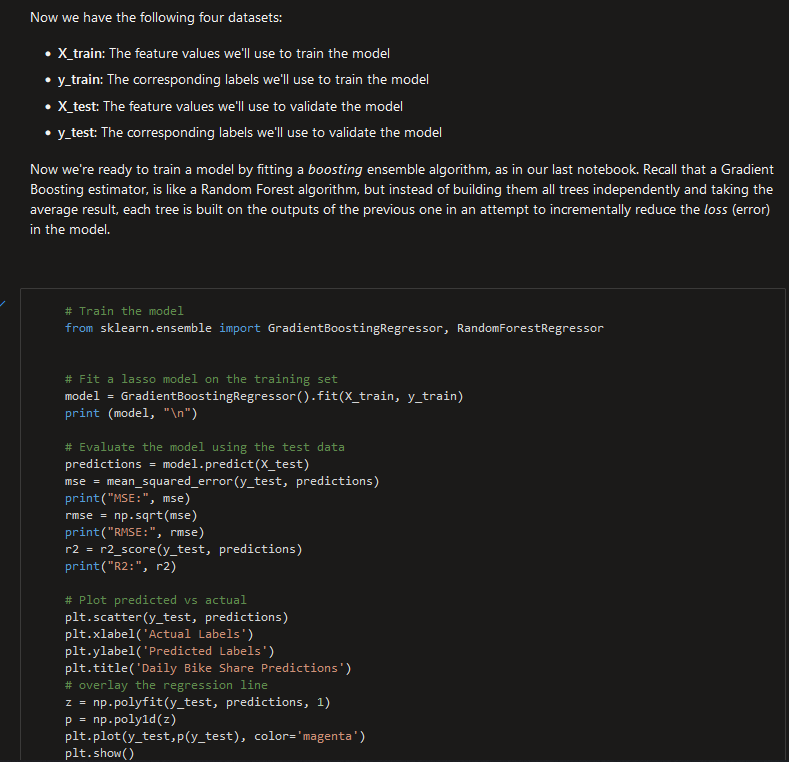 Now we have the following four datasets:
• X_train: The feature values we'll use to train the model
• y_train: The corresponding labels we'll use to train the model
• X_test: The feature values we'll use to validate the model
• y_test: The corresponding labels we'll use to validate the model
Now we're ready to train a model by fitting a boosting ensemble algorithm, as in our last notebook. Recall that a Gradient
Boosting estimator, is like a Random Forest algorithm, but instead of building them all trees independently and taking the
average result, each tree is built on the outputs of the previous one in an attempt to incrementally reduce the loss (error)
in the model.
# Train the model
from sklearn.ensemble import GradientBoostingRegressor, RandomForestRegressor
# Fit a lasso model on the training set
model = GradientBoostingRegressor().fit(X_train, y_train)
print (model, "\n")
# Evaluate the model using the test data
predictions = model.predict(X_test)
mse = mean_squared_error(y_test, predictions)
print("MSE:", mse)
rmse = np.sqrt(mse)
print("RMSE:", rmse)
r2 = r2_score(y_test, predictions)
print("R2:", r2)
# Plot predicted vs actual
plt.scatter(y_test, predictions)
plt.xlabel('Actual Labels')
plt.ylabel('Predicted Labels')
plt.title('Daily Bike Share Predictions')
# overlay the regression line
z = np.polyfit(y_test, predictions, 1)
p = np.poly1d(z)
plt.plot(y_test,p(y_test), color='magenta')
plt.show()